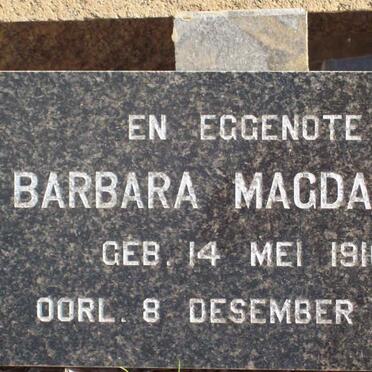 EN EGGENOTE
BARBARA MAGDA
GEB. 14 MEI 191
OORL. 8 DESEMBER